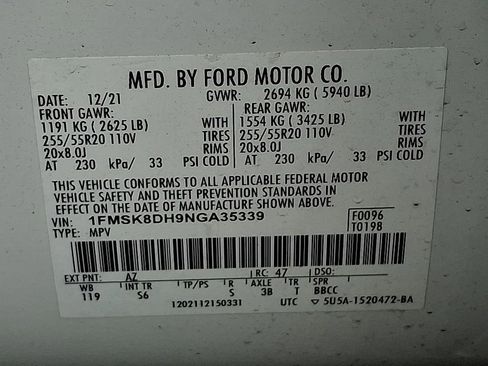 MFD. BY FORD MOTOR CO.
DATE: 12/21 GVWR: 2694 KG ( 5940 LB)
FRONT GAWR: REAR GAWR:
1191 KG ( 2625 LB) WITH 1554 KG ( 3425 LB) WITH
255/55R20 110V TIRES 255/55R20 110V TIRES
20x8.0J RIMS 20x8.0J RIMS
AT 230 kPa/ 33 PSI COLD AT 230 kPa/ 33 PSI COLD
THIS VEHICLE CONFORMS TO ALL APPLICABLE FEDERAL MOTOR
VEHICLE SAFETY AND THEFT PREVENTION STANDARDS IN
EFFECT ON THE DATE OF MANUFACTURE SHOWN ABOVE.
VIN: 1FMSK8DH9NGA35339 F0096
TYPE: MPV T0198
EXT PNT: AZ RC: 47 DSO:
WB INT TR TP/PS R AXLE TR SPR
119 S6 S 3B T BBCC
1202112150331 UTC ▽ 5U5A-1520472-BA